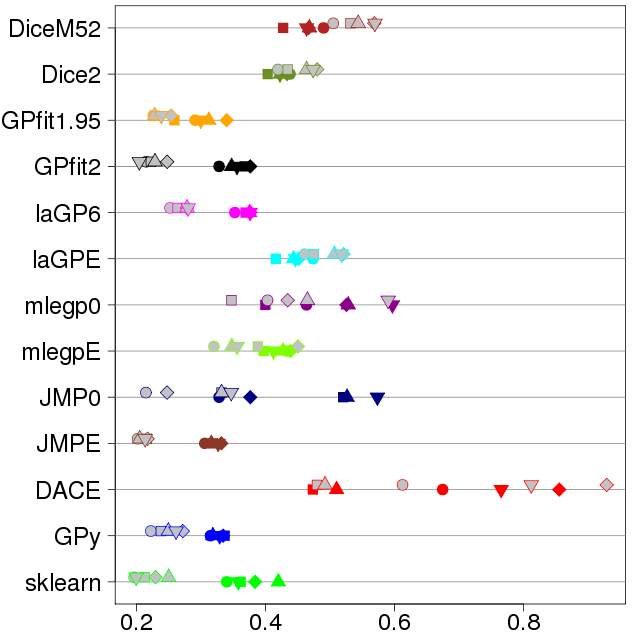 DiceM52
Dice2
GPfit1.95
GPfit2
laGP6
laGPE
mlegp0
mlegpE
JMP0
JMPE
DACE
GPy
sklearn
0.2 0.4 0.6 0.8